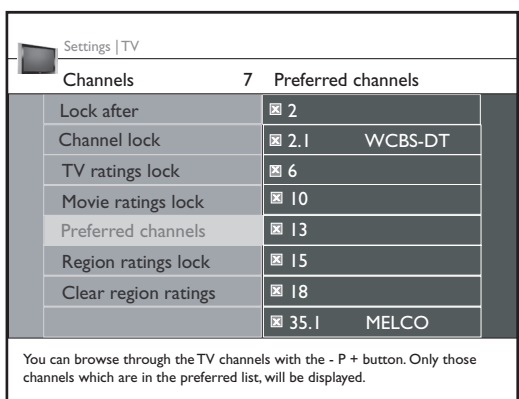 Settings | TV
Channels 7 Preferred channels
Lock after
Channel lock
TV ratings lock
Movie ratings lock
Preferred channels
Region ratings lock
Clear region ratings
2
2.1 WCBS-DT
6
10
13
15
18
35.1 MELCO
You can browse through the TV channels with the - P + button. Only those
channels which are in the preferred list, will be displayed.